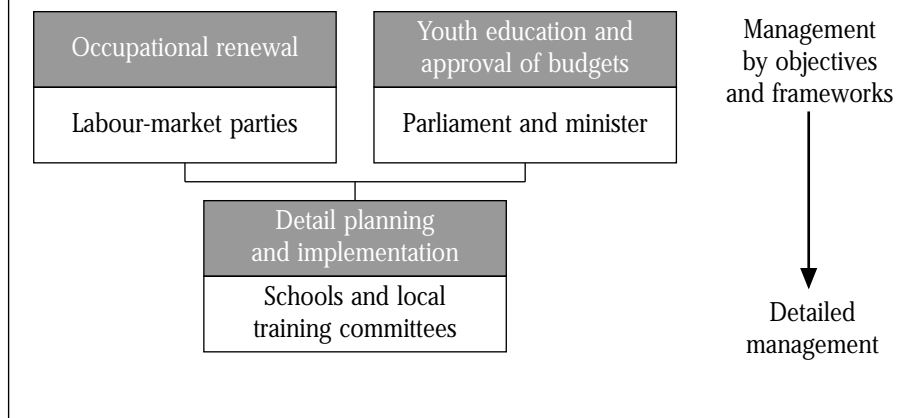 Occupational renewal
Labour-market parties
Youth education and
approval of budgets
Parliament and minister
Management
by objectives
and frameworks
Detail planning
and implementation
Schools and local
training committees
Detailed
management